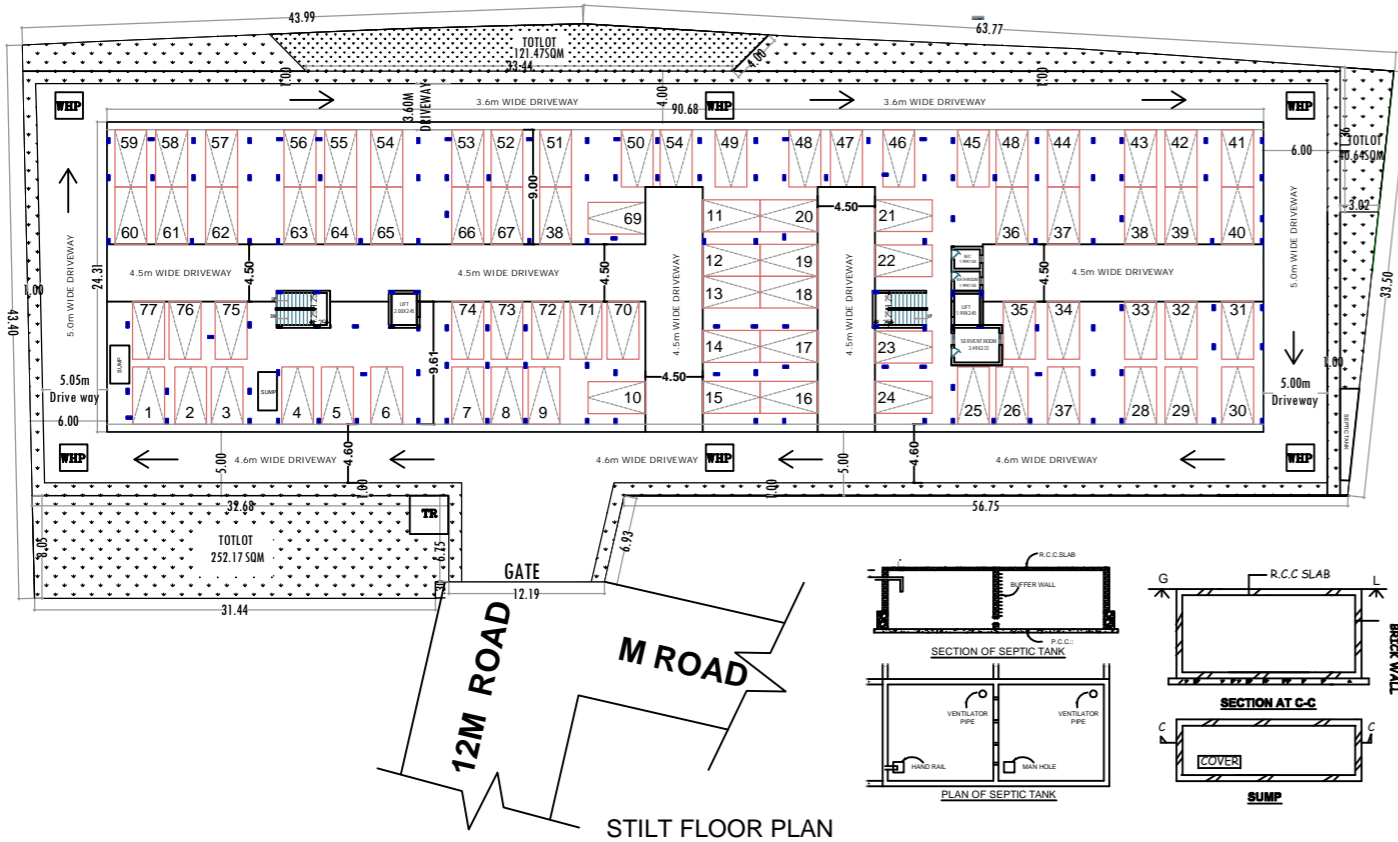 43.99
63.77
TOTLOT
121.47SQM
33.44
4.00
1.00
1.00
WHP
3.6m WIDE DRIVEWAY
3.60M
DRIVEWAY
4.00
90.68
WHP
3.6m WIDE DRIVEWAY
WHP
59 58 57 56 55 54 53 52 51 50 54 49 48 47 46 45 48 44 43 42 41
6.00
TOTLOT
40.64SQM
3.02
9.00
60 61 62 63 64 65 66 67 38 69
11 20
4.50
21
36 37 38 39 40
5.0m WIDE DRIVEWAY
24.31
4.5m WIDE DRIVEWAY
4.50
4.5m WIDE DRIVEWAY
4.50
4.5m WIDE DRIVEWAY
12 19
4.5m WIDE DRIVEWAY
22
4.50
4.5m WIDE DRIVEWAY
5.0m WIDE DRIVEWAY
33.50
1.00
43.40
13 18
77 76 75
LIFT
74 73 72 71 70
LIFT
35 34 33 32 31
SUMP
9.61
14 17
23
SERVENT ROOM
1.00
5.05m
Drive way
SUMP
4.50
5.00m
Driveway
1 2 3 4 5 6 7 8 9 10
15 16
24
25 26 37 28 29 30
6.00
SEPTIC TANK
WHP
5.00
4.6m WIDE DRIVEWAY
4.60
4.6m WIDE DRIVEWAY
WHP
5.00
4.60
4.6m WIDE DRIVEWAY
WHP
1.00
1.00
32.68
TR
56.75
8.05
TOTLOT
252.17 SQM
6.75
6.93
GATE
12.19
31.44
12M ROAD
M ROAD
R.C.C.SLAB
BUFFER WALL
P.C.C.:
SECTION OF SEPTIC TANK
VENTILATOR
PIPE
VENTILATOR
PIPE
HAND RAIL
MAN HOLE
PLAN OF SEPTIC TANK
G
R.C.C SLAB
L
BRICK WALL
SECTION AT C-C
C
C
COVER
SUMP
STILT FLOOR PLAN